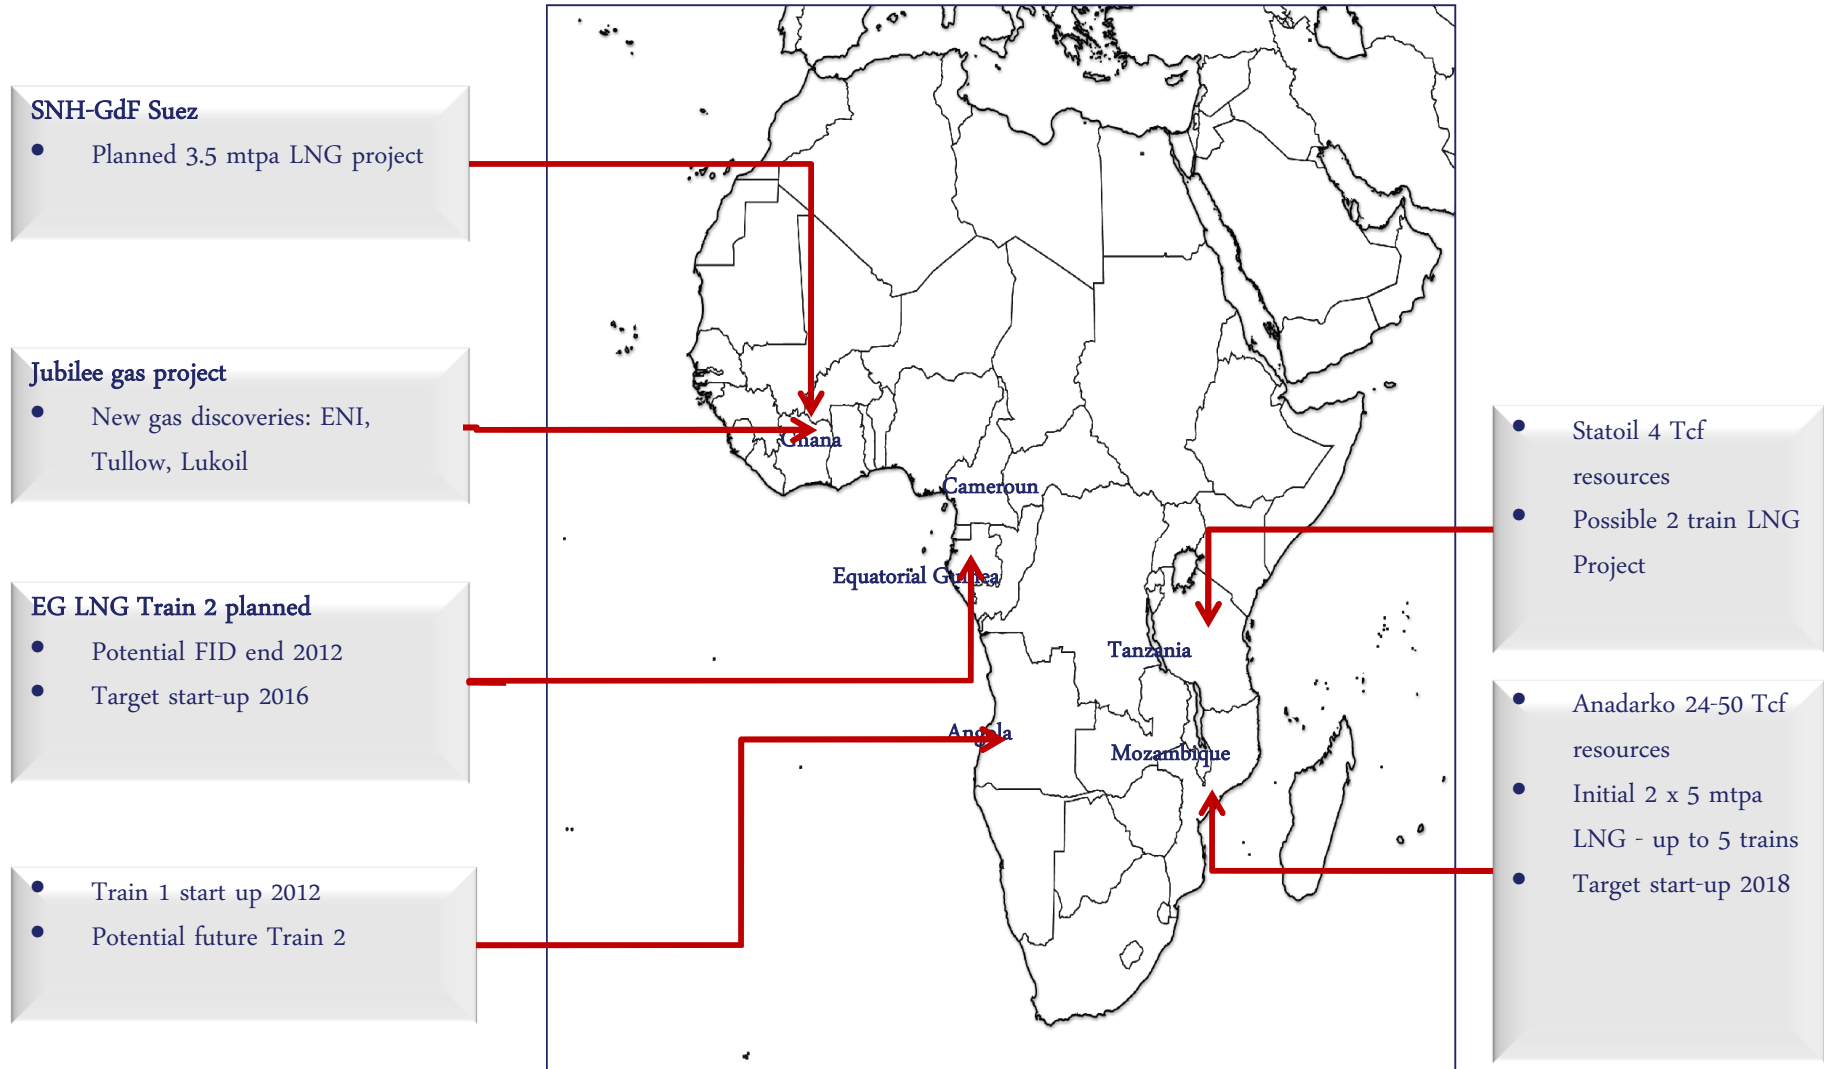 SNH-GdF Suez
• Planned 3.5 mtpa LNG project
Jubilee gas project
• New gas discoveries: ENI,
Tullow, Lukoil
EG LNG Train 2 planned
• Potential FID end 2012
• Target start-up 2016
• Train 1 start up 2012
• Potential future Train 2
Ghana
Cameroun
Equatorial Guinea
Angola
Tanzania
Mozambique
• Statoil 4 Tcf
resources
• Possible 2 train LNG
Project
• Anadarko 24-50 Tcf
resources
• Initial 2 x 5 mtpa
LNG - up to 5 trains
• Target start-up 2018